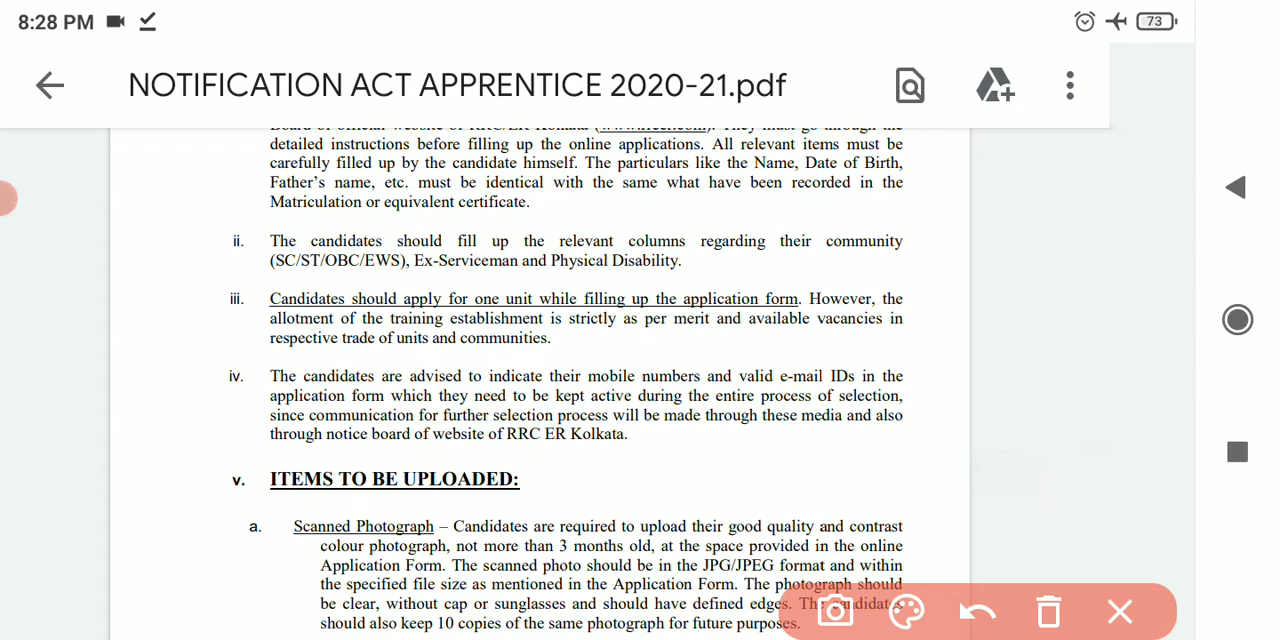 8:28 PM
73
NOTIFICATION ACT APPRENTICE 2020-21.pdf
detailed instructions before filling up the online applications. All relevant items must be
carefully filled up by the candidate himself. The particulars like the Name, Date of Birth,
Father's name, etc. must be identical with the same what have been recorded in the
Matriculation or equivalent certificate.
ii. The candidates should fill up the relevant columns regarding their community
(SC/ST/OBC/EWS), Ex-Serviceman and Physical Disability.
iii. Candidates should apply for one unit while filling up the application form. However, the
allotment of the training establishment is strictly as per merit and available vacancies in
respective trade of units and communities.
iv. The candidates are advised to indicate their mobile numbers and valid e-mail IDs in the
application form which they need to be kept active during the entire process of selection,
since communication for further selection process will be made through these media and also
through notice board of website of RRC ER Kolkata.
v. ITEMS TO BE UPLOADED:
a. Scanned Photograph – Candidates are required to upload their good quality and contrast
colour photograph, not more than 3 months old, at the space provided in the online
Application Form. The scanned photo should be in the JPG/JPEG format and within
the specified file size as mentioned in the Application Form. The photograph should
be clear, without cap or sunglasses and should have defined edges. The candidates
should also keep 10 copies of the same photograph for future purposes.